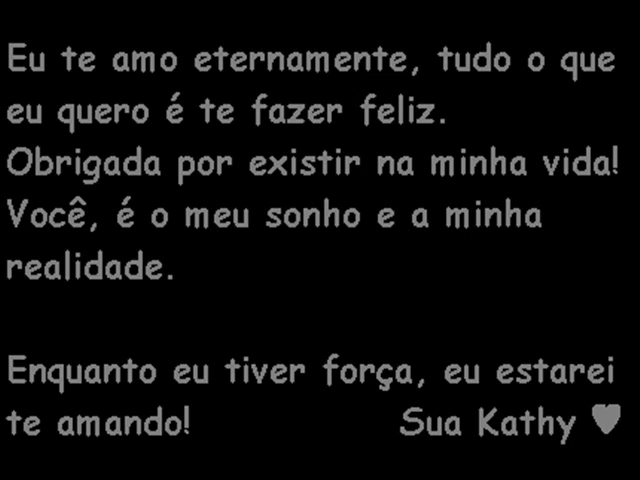 Eu te amo eternamente, tudo o que
eu quero é te fazer feliz.
Obrigada por existir na minha vida!
Você, é o meu sonho e a minha
realidade.
Enquanto eu tiver força, eu estarei
te amando! Sua Kathy ♥